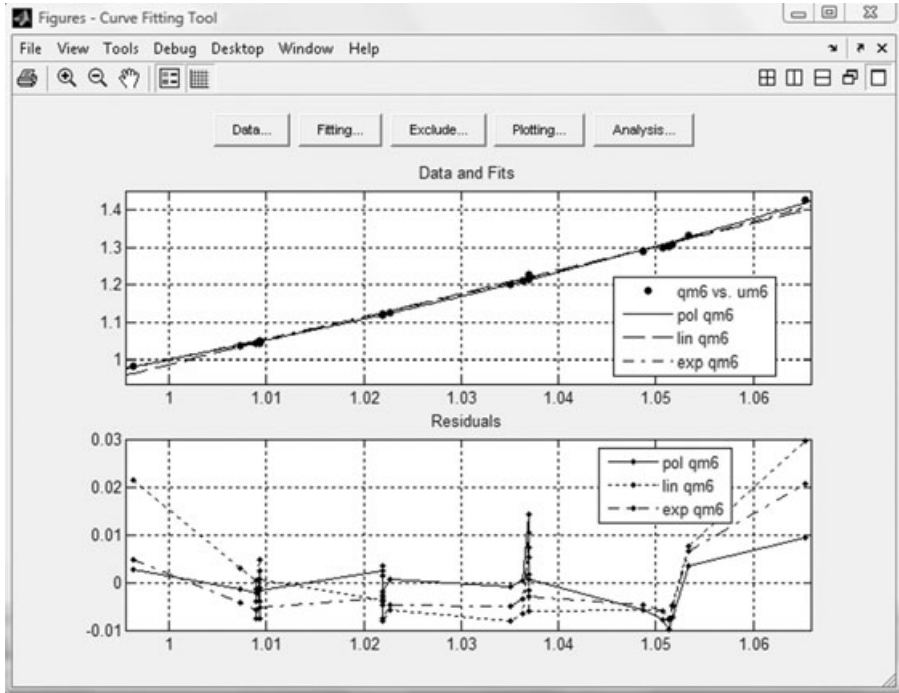 Figures - Curve Fitting Tool
File View Tools Debug Desktop Window Help
Data... Fitting... Exclude... Plotting... Analysis...
Data and Fits
1.4
1.3
1.2
1.1
1
qm6 vs. um6
pol qm6
lin qm6
exp qm6
1 1.01 1.02 1.03 1.04 1.05 1.06
Residuals
0.03
0.02
0.01
0
-0.01
pol qm6
lin qm6
exp qm6
1 1.01 1.02 1.03 1.04 1.05 1.06